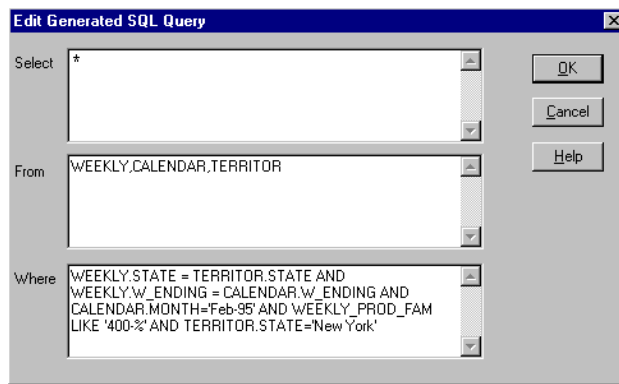 Edit Generated SQL Query
Select
*
OK
Cancel
Help
From
WEEKLY,CALENDAR,TERRITOR
Where
WEEKLY.STATE = TERRITOR.STATE AND
WEEKLY.W_ENDING = CALENDAR.W_ENDING AND
CALENDAR.MONTH='Feb-95' AND WEEKLY_PROD_FAM
LIKE '400-%' AND TERRITOR.STATE='New York'